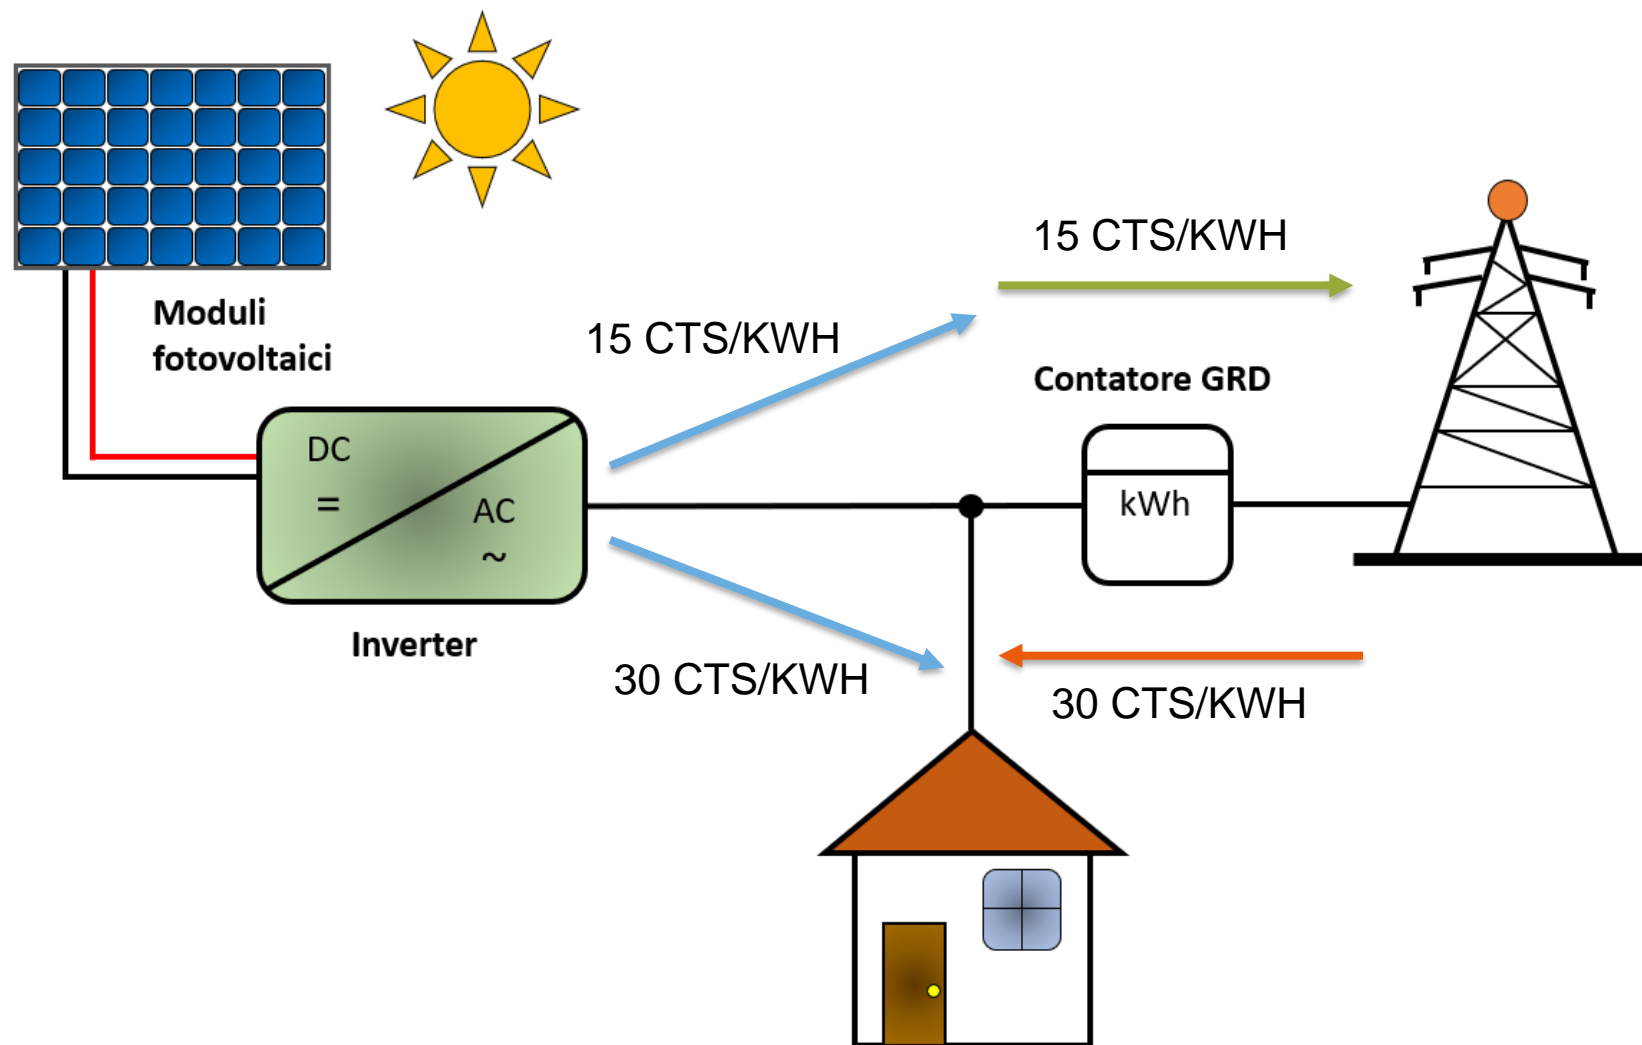 15 CTS/KWH
Moduli
fotovoltaici
15 CTS/KWH
Contatore GRD
DC
=
AC
~
kWh
Inverter
30 CTS/KWH
30 CTS/KWH